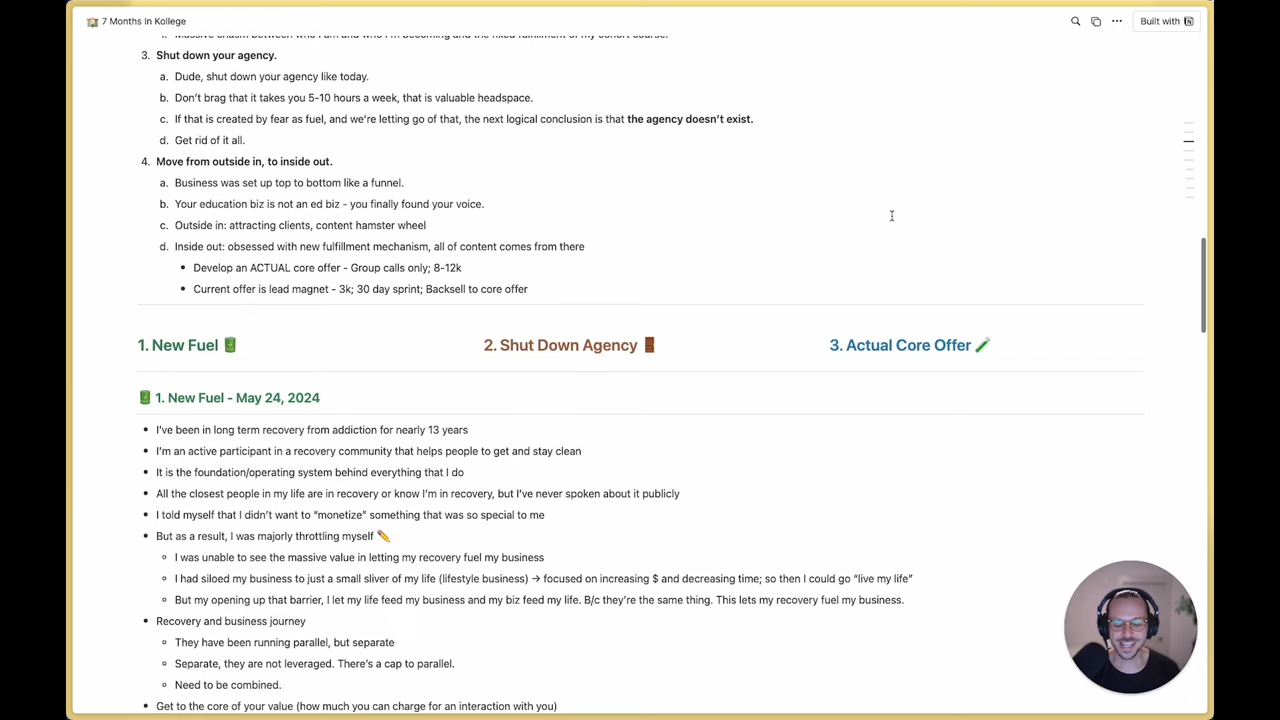 7 Months In Kollege
Built with
3. Shut down your agency.
a. Dude, shut down your agency like today.
b. Don't brag that it takes you 5-10 hours a week, that is valuable headspace.
c. If that is created by fear as fuel, and we're letting go of that, the next logical conclusion is that the agency doesn't exist.
d. Get rid of it all.
4. Move from outside in, to inside out.
a. Business was set up top to bottom like a funnel.
b. Your education biz is not an ed biz - you finally found your voice.
c. Outside in: attracting clients, content hamster wheel
d. Inside out: obsessed with new fulfillment mechanism, all of content comes from there
• Develop an ACTUAL core offer - Group calls only; 8-12k
• Current offer is lead magnet - 3k; 30 day sprint; Backsell to core offer
1. New Fuel
2. Shut Down Agency
3. Actual Core Offer
1. New Fuel - May 24, 2024
• I've been in long term recovery from addiction for nearly 13 years
• I'm an active participant in a recovery community that helps people to get and stay clean
• It is the foundation/operating system behind everything that I do
• All the closest people in my life are in recovery or know I'm in recovery, but I've never spoken about it publicly
• I told myself that I didn't want to “monetize” something that was so special to me
• But as a result, I was majorly throttling myself
◦ I was unable to see the massive value in letting my recovery fuel my business
◦ I had siloed my business to just a small sliver of my life (lifestyle business) → focused on increasing $ and decreasing time; so then I could go “live my life”
◦ But my opening up that barrier, I let my life feed my business and my biz feed my life. B/c they're the same thing. This lets my recovery fuel my business.
• Recovery and business journey
◦ They have been running parallel, but separate
◦ Separate, they are not leveraged. There's a cap to parallel.
◦ Need to be combined.
• Get to the core of your value (how much you can charge for an interaction with you)